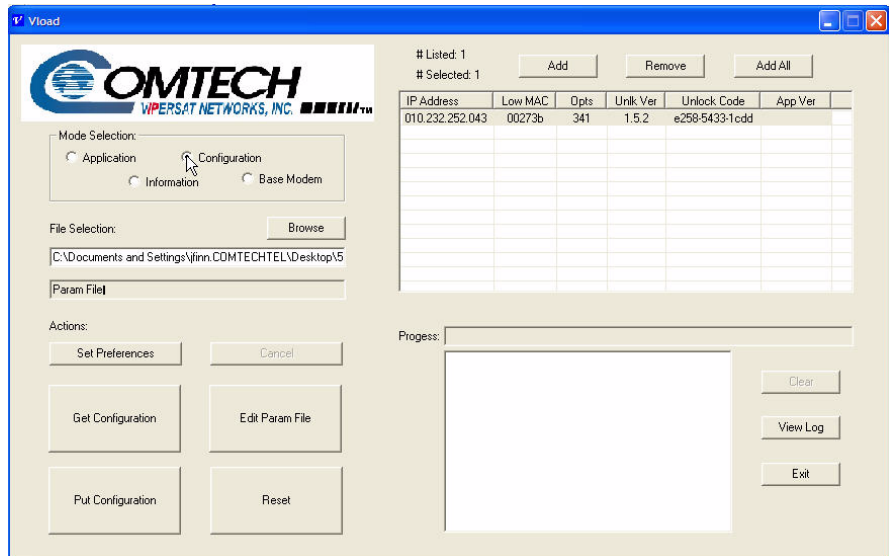 Vload
COMTECH
VIPERSAT NETWORKS, INC. TM
# Listed: 1
# Selected: 1
Add
Remove
Add All
IP Address Low MAC Opts Unlk Ver Unlock Code App Ver
010.232.252.043 00273b 341 1.5.2 e258-5433-1cdd
Mode Selection:
Application
Configuration
Information
Base Modem
File Selection:
Browse
C:\Documents and Settings\jfinn.COMTECHTEL\Desktop\5
Param File
Actions:
Set Preferences
Cancel
Get Configuration
Edit Param File
Put Configuration
Reset
Progess:
Clear
View Log
Exit